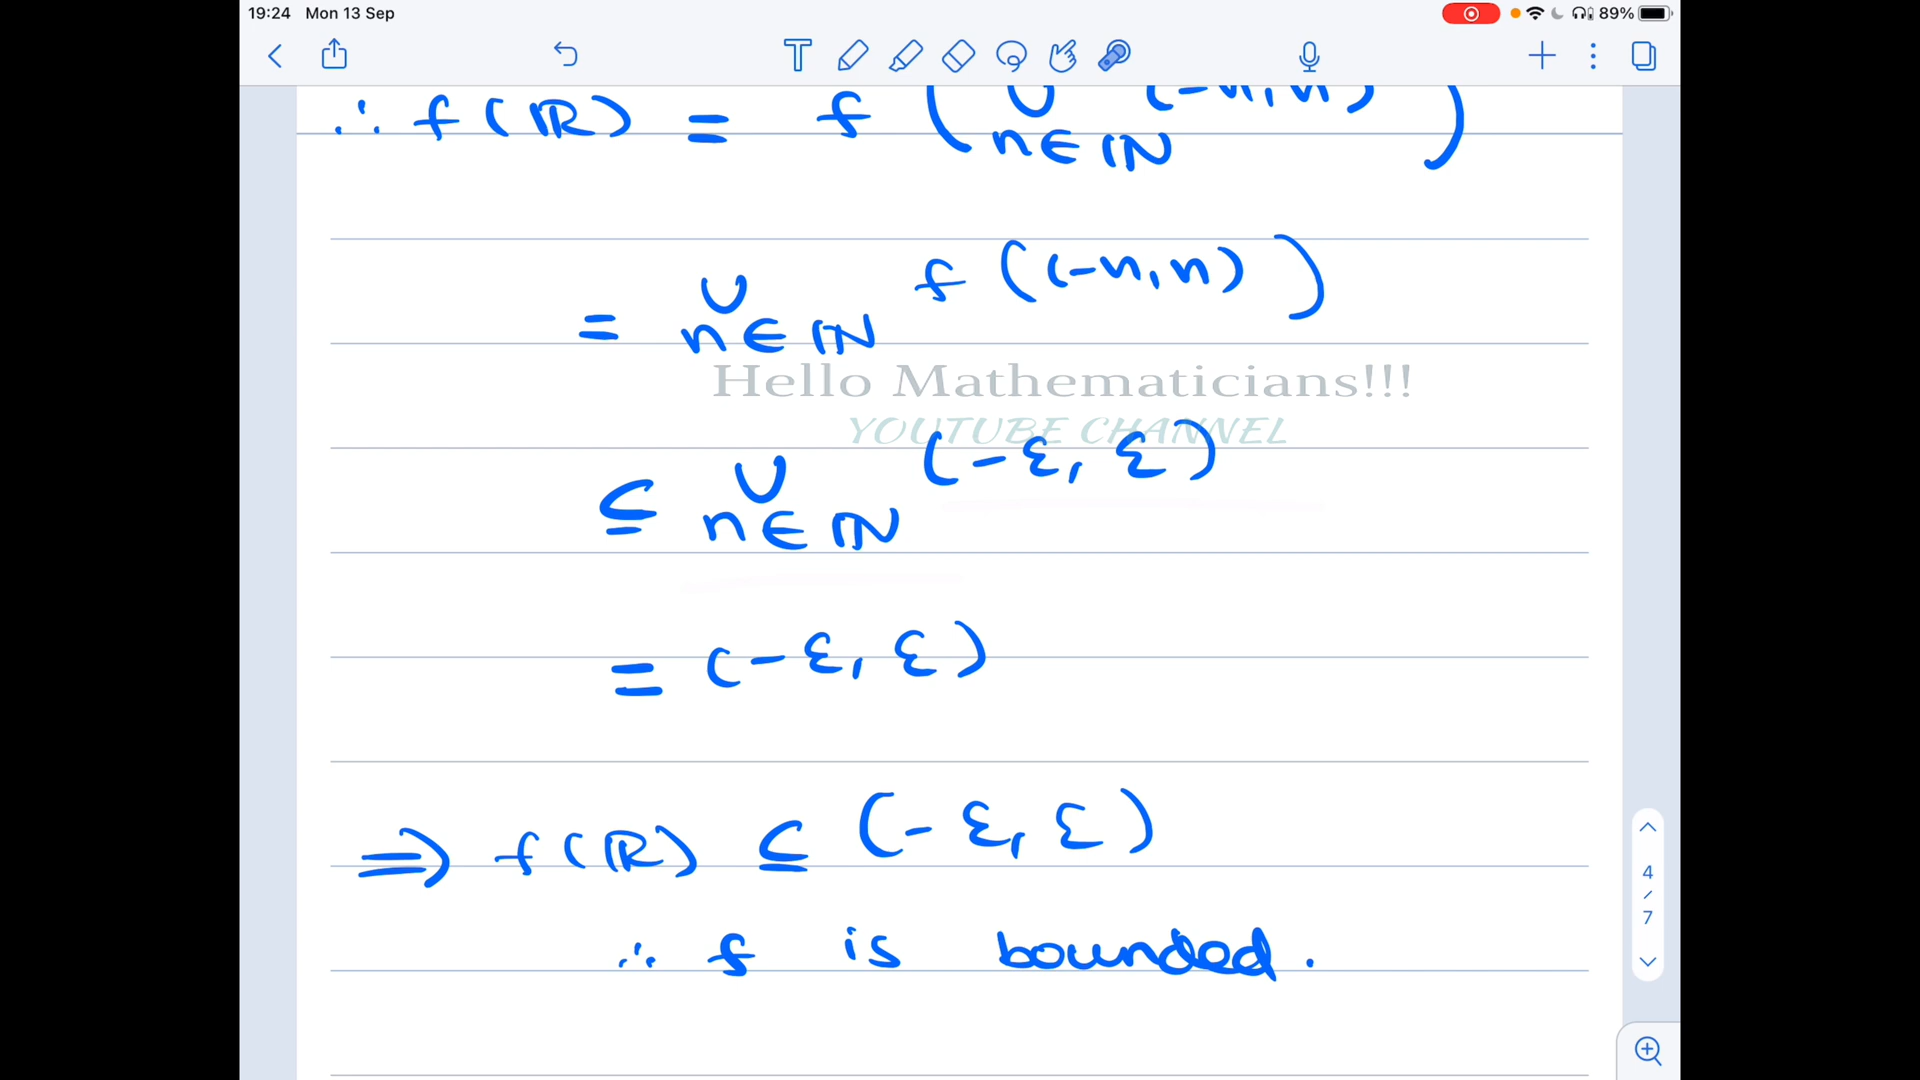 19:24 Mon 13 Sep 89%
∴ f(ℝ) = f ( ∪ n∈ℕ (-n, n) )
= ∪ n∈ℕ f ((-n, n))
Hello Mathematicians!!!
YOUTUBE CHANNEL
⊆ ∪ n∈ℕ (-ε, ε)
= (-ε, ε)
⇒ f(ℝ) ⊆ (-ε, ε)
∴ f is bounded.
4 / 7